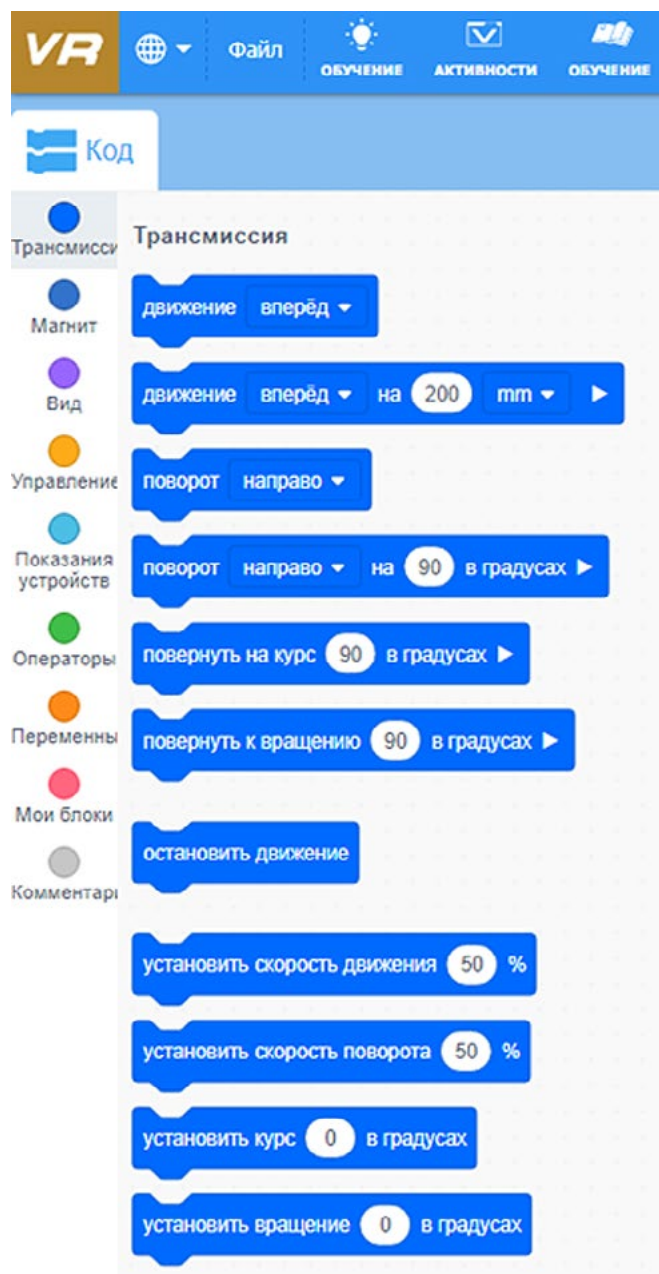 VR Файл ОБУЧЕНИЕ АКТИВНОСТИ ОБУЧЕНИЕ
Код
Трансмисси
Магнит
Вид
Управление
Показания
устройств
Операторы
Переменны
Мои блоки
Комментари
Трансмиссия
движение вперёд
движение вперёд на 200 mm
поворот направо
поворот направо на 90 в градусах
повернуть на курс 90 в градусах
повернуть к вращению 90 в градусах
остановить движение
установить скорость движения 50 %
установить скорость поворота 50 %
установить курс 0 в градусах
установить вращение 0 в градусах